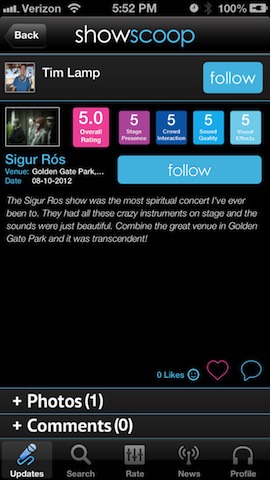 Verizon 5:52 PM 100%
Back showscoop
Tim Lamp follow
5.0 Overall Rating
5 Stage Presence
5 Crowd Interaction
5 Sound Quality
5 Visual Effects
Sigur Rós follow
Venue: Golden Gate Park,...
Date 08-10-2012
The Sigur Ros show was the most spiritual concert I've ever
been to. They had all these crazy instruments on stage and the
sounds were just beautiful. Combine the great venue in Golden
Gate Park and it was transcendent!
0 Likes
+ Photos (1)
+ Comments (0)
Updates Search Rate News Profile